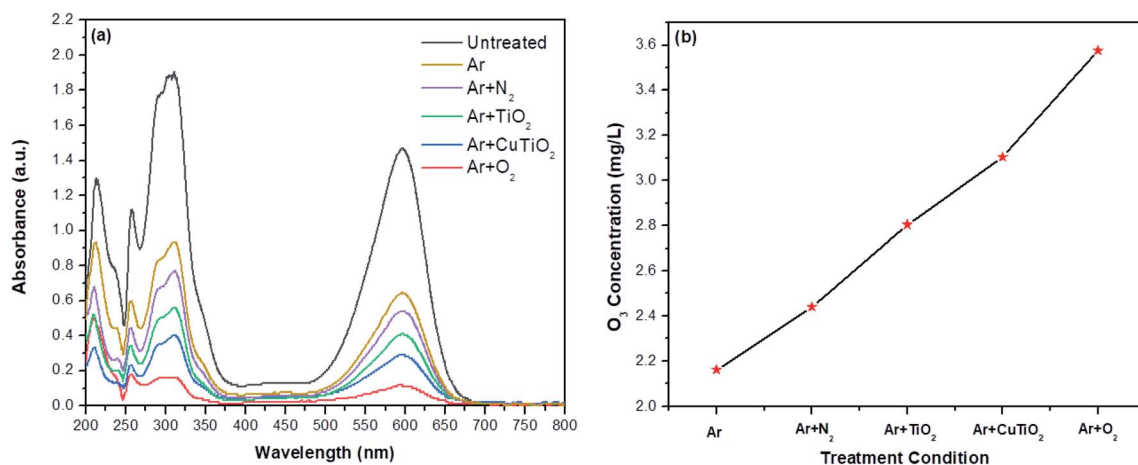 (a)
Untreated
Ar
Ar+N₂
Ar+TiO₂
Ar+CuTiO₂
Ar+O₂
Absorbance (a.u.)
2.2
2.0
1.8
1.6
1.4
1.2
1.0
0.8
0.6
0.4
0.2
0.0
200 250 300 350 400 450 500 550 600 650 700 750 800
Wavelength (nm)
(b)
O₃ Concentration (mg/L)
3.6
3.4
3.2
3.0
2.8
2.6
2.4
2.2
2.0
Ar Ar+N₂ Ar+TiO₂ Ar+CuTiO₂ Ar+O₂
Treatment Condition